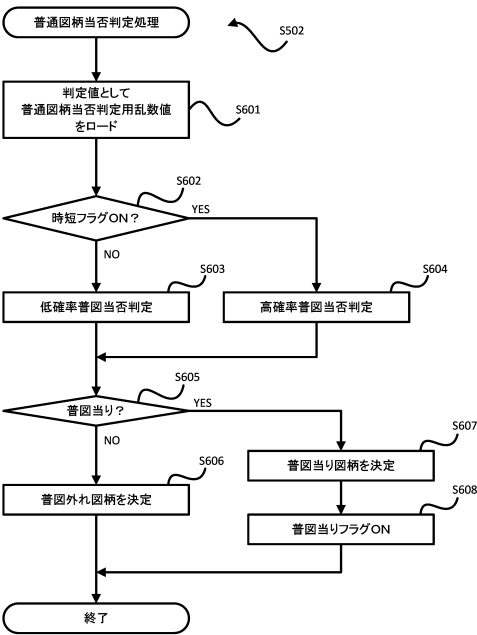 普通図柄当否判定処理
S502
判定値として
普通図柄当否判定用乱数値
をロード
S601
時短フラグON？
S602
YES
NO
低確率普図当否判定
S603
高確率普図当否判定
S604
普図当り？
S605
YES
NO
普図外れ図柄を決定
S606
普図当り図柄を決定
S607
普図当りフラグON
S608
終了